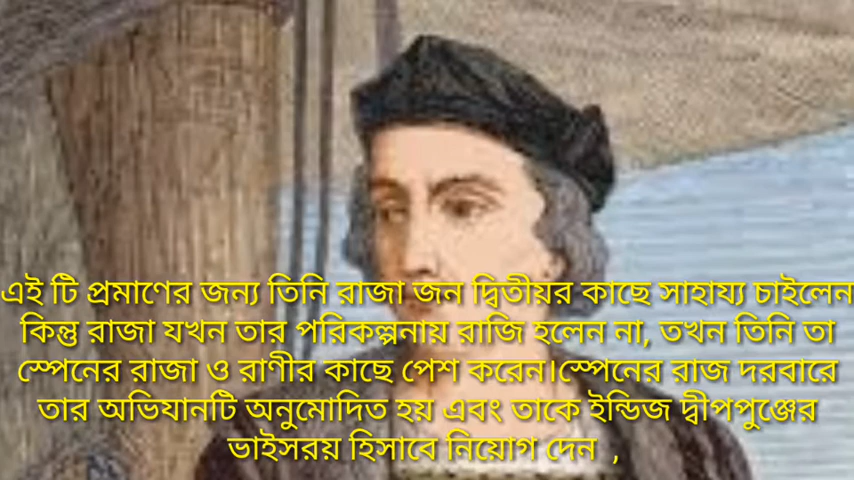 এই টি প্রমাণের জন্য তিনি রাজা জন দ্বিতীয়র কাছে সাহায্য চাইলেন
কিন্তু রাজা যখন তার পরিকল্পনায় রাজি হলেন না, তখন তিনি তা
স্পেনের রাজা ও রাণীর কাছে পেশ করেন।স্পেনের রাজ দরবারে
তার অভিযানটি অনুমোদিত হয় এবং তাকে ইন্ডিজ দ্বীপপুঞ্জের
ভাইসরয় হিসাবে নিয়োগ দেন ,